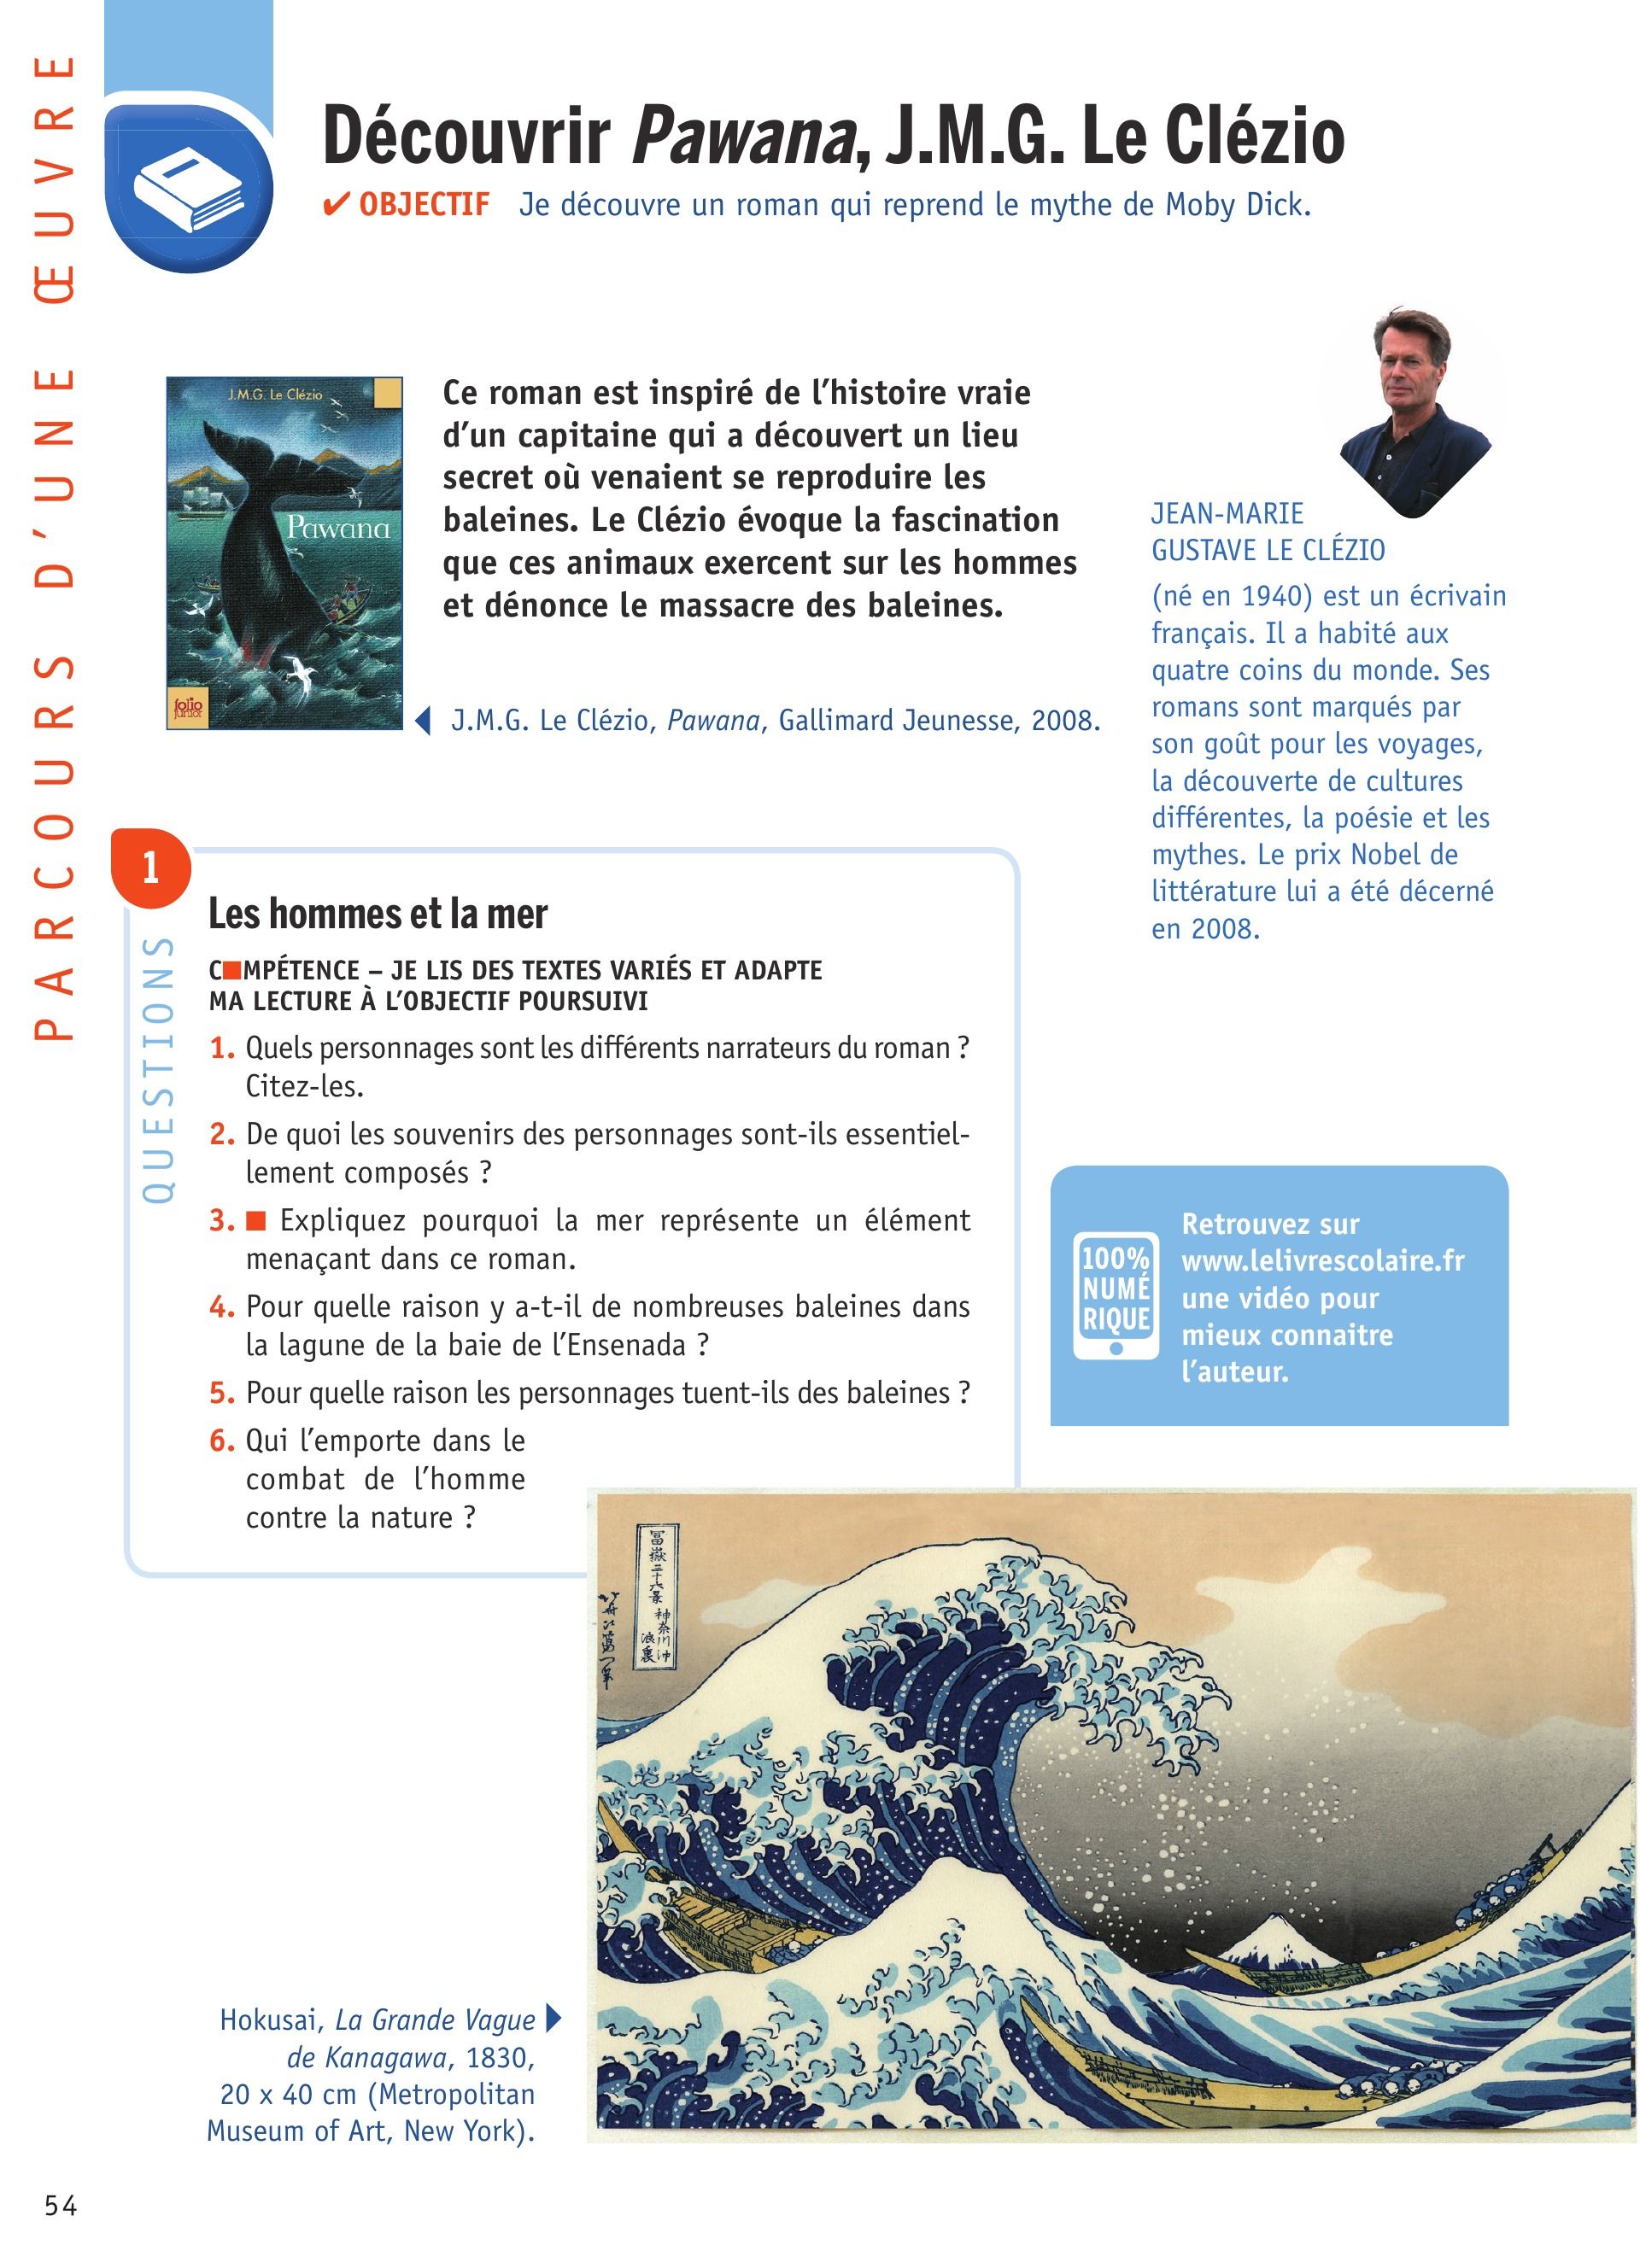 PARCOURS D'UNE ŒUVRE
Découvrir Pawana, J.M.G. Le Clézio
✔ OBJECTIF Je découvre un roman qui reprend le mythe de Moby Dick.
J.M.G. Le Clézio
Pawana
folio
junior
Ce roman est inspiré de l'histoire vraie
d'un capitaine qui a découvert un lieu
secret où venaient se reproduire les
baleines. Le Clézio évoque la fascination
que ces animaux exercent sur les hommes
et dénonce le massacre des baleines.
J.M.G. Le Clézio, Pawana, Gallimard Jeunesse, 2008.
JEAN-MARIE
GUSTAVE LE CLÉZIO
(né en 1940) est un écrivain
français. Il a habité aux
quatre coins du monde. Ses
romans sont marqués par
son goût pour les voyages,
la découverte de cultures
différentes, la poésie et les
mythes. Le prix Nobel de
littérature lui a été décerné
en 2008.
1
QUESTIONS
Les hommes et la mer
C■MPÉTENCE – JE LIS DES TEXTES VARIÉS ET ADAPTE
MA LECTURE À L'OBJECTIF POURSUIVI
1. Quels personnages sont les différents narrateurs du roman ?
Citez-les.
2. De quoi les souvenirs des personnages sont-ils essentiel-
lement composés ?
3. ■ Expliquez pourquoi la mer représente un élément
menaçant dans ce roman.
4. Pour quelle raison y a-t-il de nombreuses baleines dans
la lagune de la baie de l'Ensenada ?
5. Pour quelle raison les personnages tuent-ils des baleines ?
6. Qui l'emporte dans le
combat de l'homme
contre la nature ?
100%
NUMÉ
RIQUE
Retrouvez sur
www.lelivrescolaire.fr
une vidéo pour
mieux connaitre
l'auteur.
冨嶽三十六景
神奈川沖
浪裏
Hokusai, La Grande Vague
de Kanagawa, 1830,
20 x 40 cm (Metropolitan
Museum of Art, New York).
54